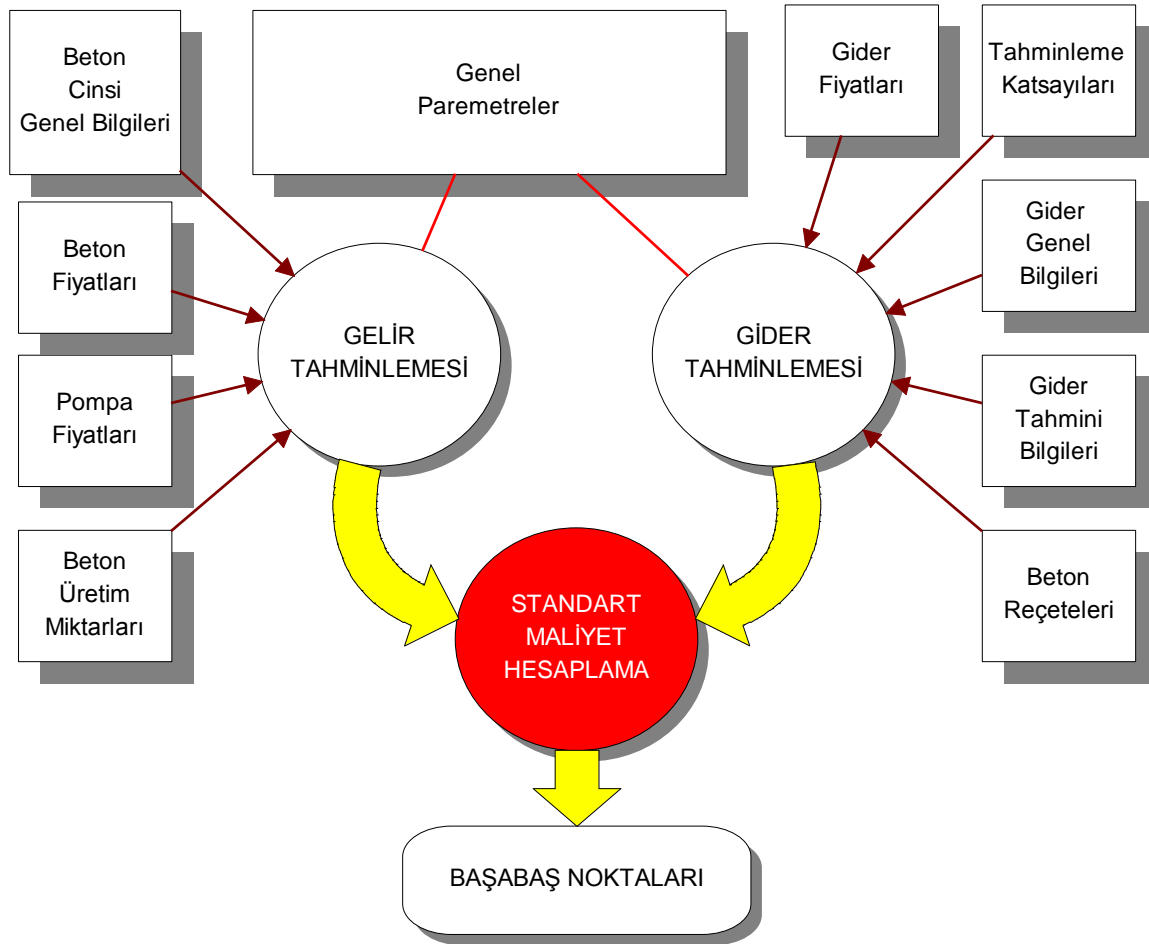 Beton
Cinsi
Genel Bilgileri
Genel
Paremetreler
Gider
Fiyatları
Tahminleme
Katsayıları
Beton
Fiyatları
Gider
Genel
Bilgileri
GELİR
TAHMİNLEMESİ
GİDER
TAHMİNLEMESİ
Pompa
Fiyatları
Gider
Tahmini
Bilgileri
Beton
Üretim
Miktarları
Beton
Reçeteleri
STANDART
MALİYET
HESAPLAMA
BAŞABAŞ NOKTALARI